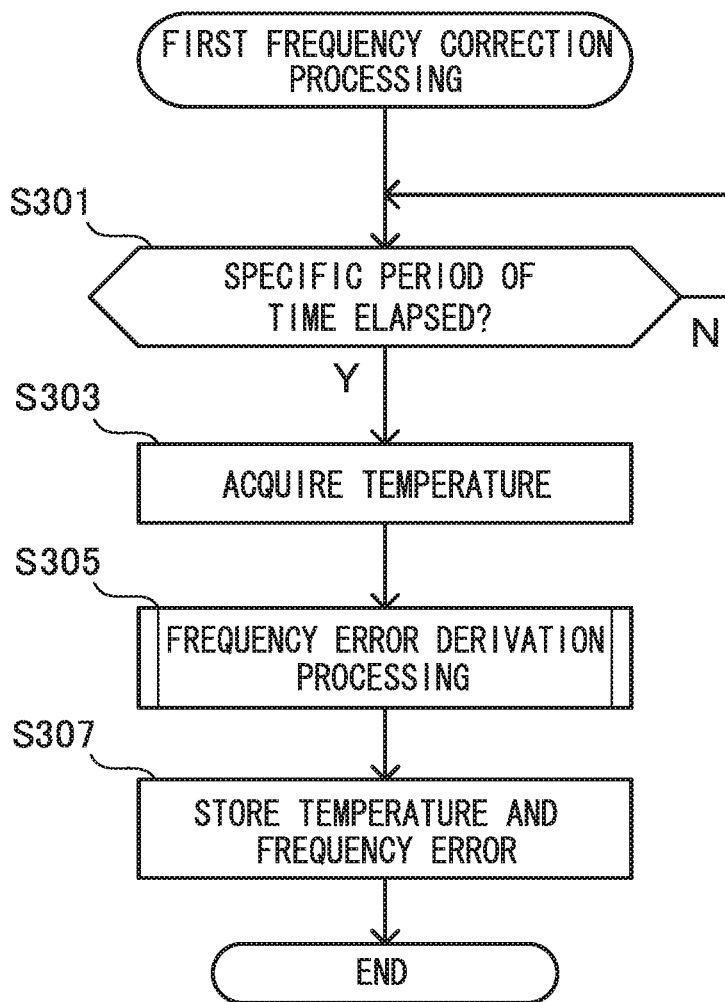 FIRST FREQUENCY CORRECTION
PROCESSING
S301
SPECIFIC PERIOD OF
TIME ELAPSED?
N
Y
S303
ACQUIRE TEMPERATURE
S305
FREQUENCY ERROR DERIVATION
PROCESSING
S307
STORE TEMPERATURE AND
FREQUENCY ERROR
END